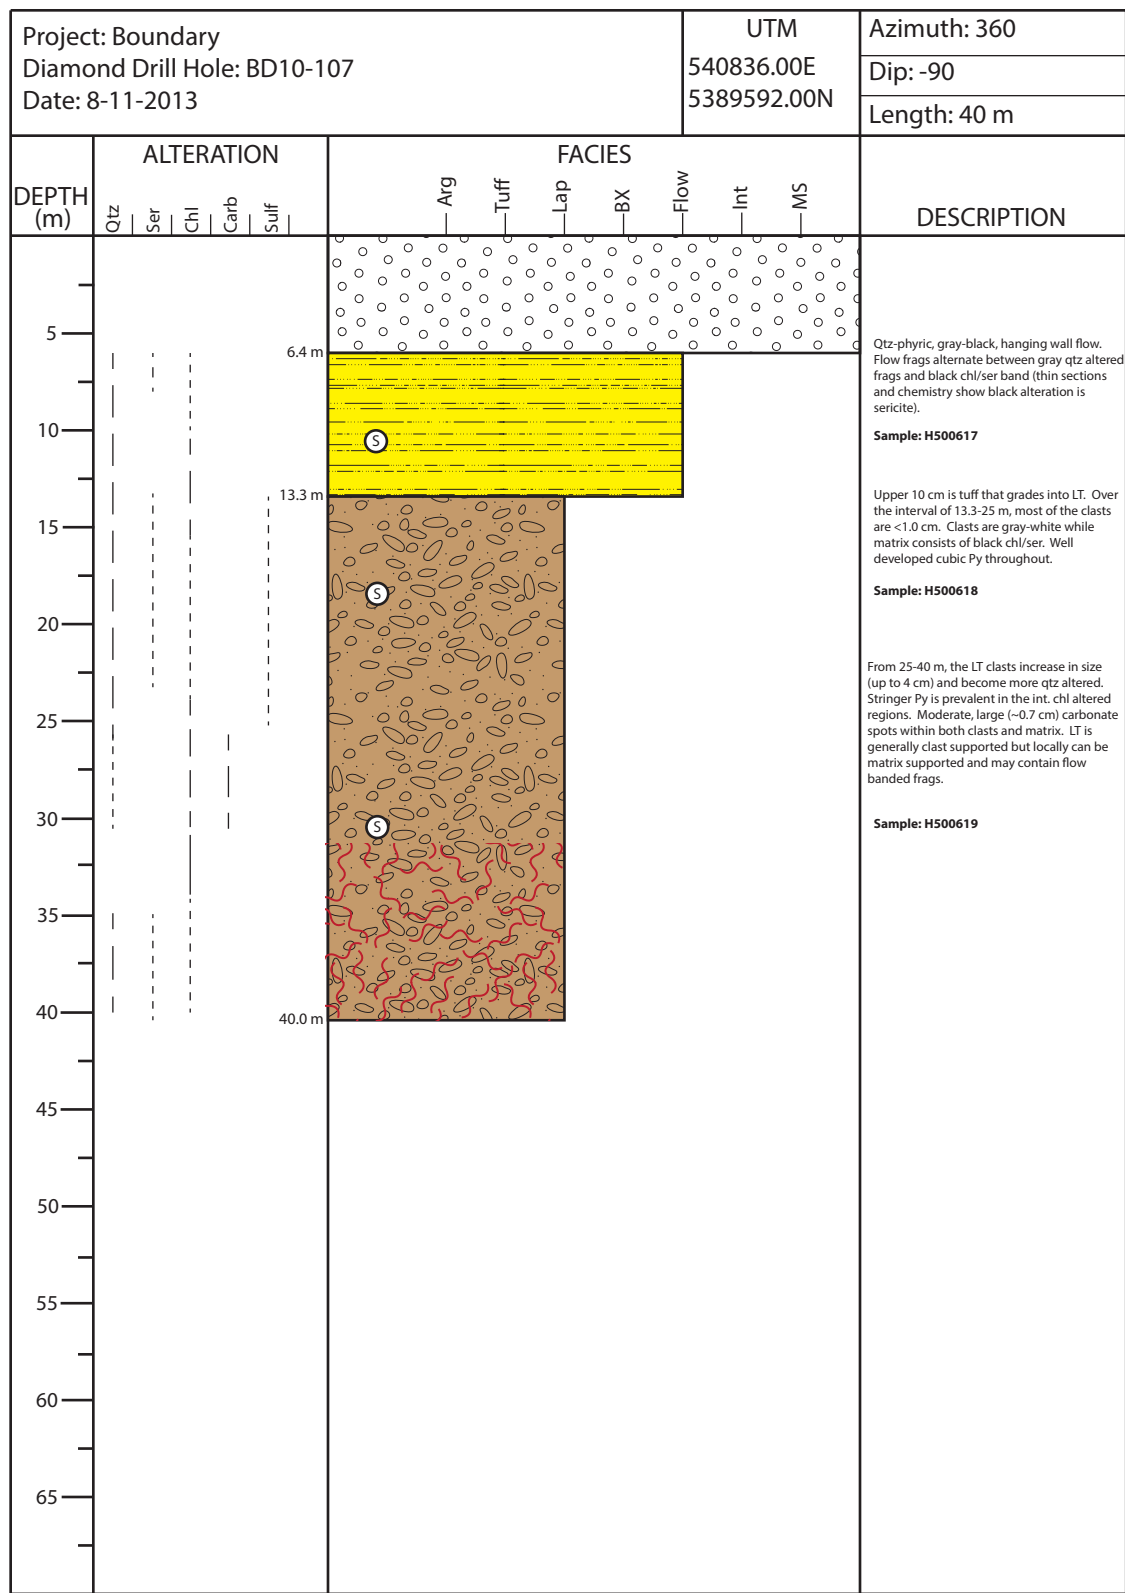 Project: Boundary
Diamond Drill Hole: BD10-107
Date: 8-11-2013
UTM
540836.00E
5389592.00N
Azimuth: 360
Dip: -90
Length: 40 m
DEPTH
(m)
ALTERATION
Qtz
Ser
Chl
Carb
Sulf
FACIES
Arg
Tuff
Lap
BX
Flow
Int
MS
DESCRIPTION
5
6.4 m
Qtz-phyric, gray-black, hanging wall flow.
Flow frags alternate between gray qtz altered
frags and black chl/ser band (thin sections
and chemistry show black alteration is
sericite).
10
S
Sample: H500617
13.3 m
Upper 10 cm is tuff that grades into LT. Over
the interval of 13.3-25 m, most of the clasts
are <1.0 cm. Clasts are gray-white while
matrix consists of black chl/ser. Well
developed cubic Py throughout.
15
S
Sample: H500618
20
From 25-40 m, the LT clasts increase in size
(up to 4 cm) and become more qtz altered.
Stringer Py is prevalent in the int. chl altered
regions. Moderate, large (~0.7 cm) carbonate
spots within both clasts and matrix. LT is
generally clast supported but locally can be
matrix supported and may contain flow
banded frags.
25
30
S
Sample: H500619
35
40
40.0 m
45
50
55
60
65